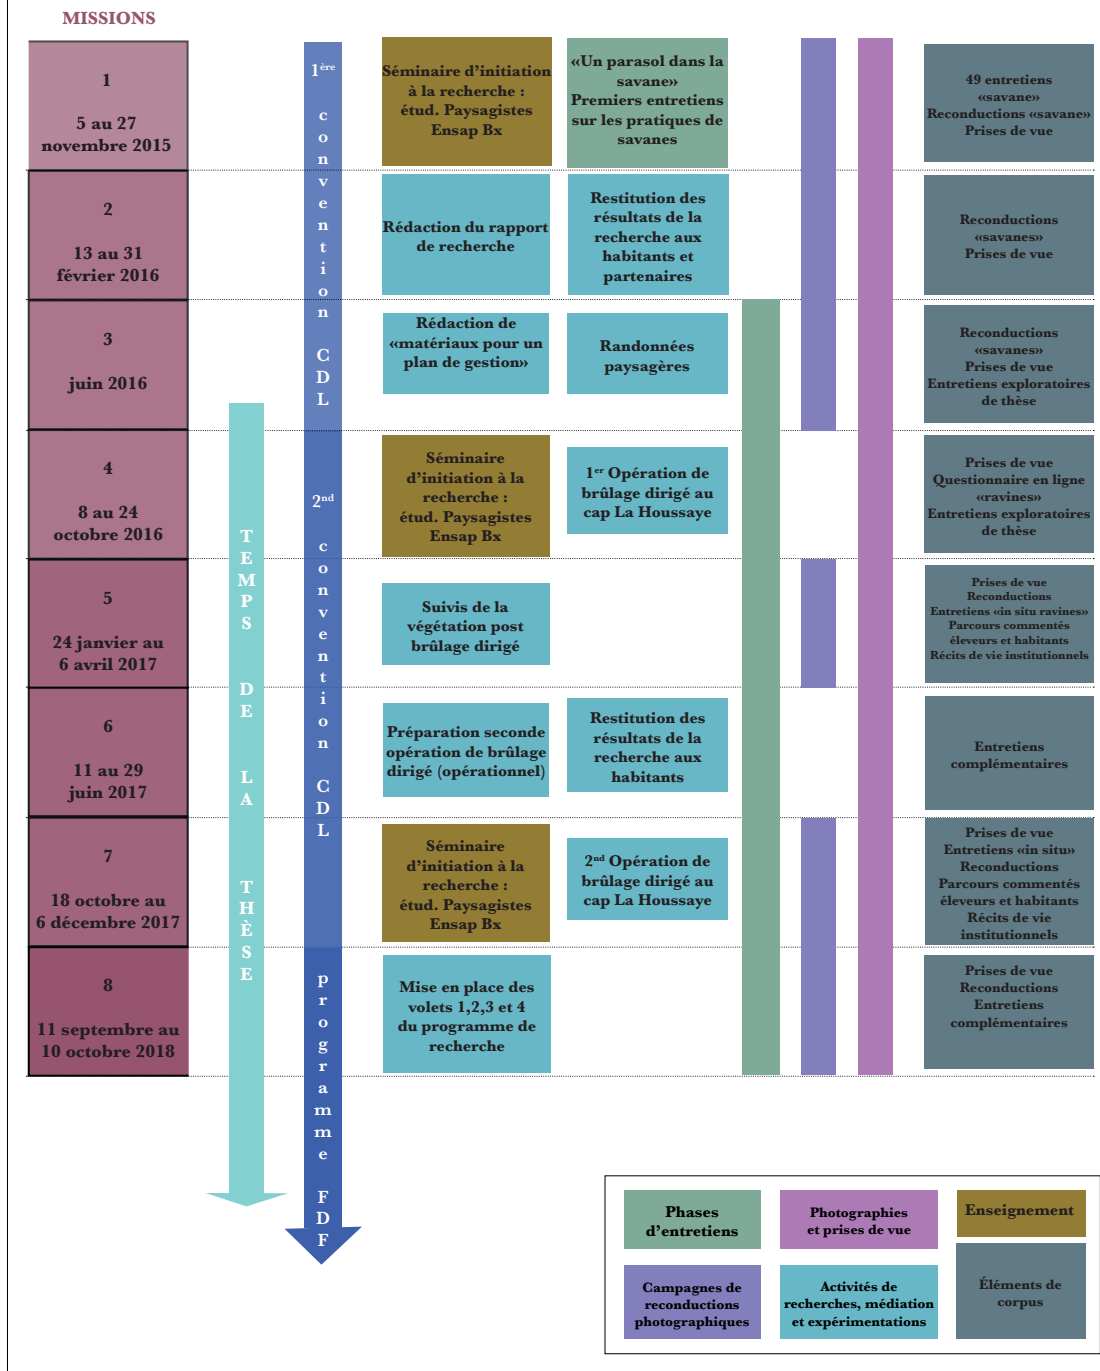 MISSIONS
1
5 au 27
novembre 2015
2
13 au 31
février 2016
3
juin 2016
4
8 au 24
octobre 2016
5
24 janvier au
6 avril 2017
6
11 au 29
juin 2017
7
18 octobre au
6 décembre 2017
8
11 septembre au
10 octobre 2018
TEMPS DE LA THÈSE
1ère convention CDL
2nd convention CDL
programme FDF
Séminaire d'initiation
à la recherche :
étud. Paysagistes
Ensap Bx
«Un parasol dans la
savane»
Premiers entretiens
sur les pratiques de
savanes
49 entretiens
«savane»
Reconductions «savane»
Prises de vue
Rédaction du rapport
de recherche
Restitution des
résultats de la
recherche aux
habitants et
partenaires
Reconductions
«savanes»
Prises de vue
Rédaction de
«matériaux pour un
plan de gestion»
Randonnées
paysagères
Reconductions
«savanes»
Prises de vue
Entretiens exploratoires
de thèse
Séminaire
d'initiation à la
recherche :
étud. Paysagistes
Ensap Bx
1er Opération de
brûlage dirigé au
cap La Houssaye
Prises de vue
Questionnaire en ligne
«ravines»
Entretiens exploratoires
de thèse
Suivis de la
végétation post
brûlage dirigé
Prises de vue
Reconductions
Entretiens «in situ ravines»
Parcours commentés
éleveurs et habitants
Récits de vie institutionnels
Préparation seconde
opération de brûlage
dirigé (opérationnel)
Restitution des
résultats de la
recherche aux
habitants
Entretiens
complémentaires
Séminaire
d'initiation à la
recherche :
étud. Paysagistes
Ensap Bx
2nd Opération de
brûlage dirigé au
cap La Houssaye
Prises de vue
Entretiens «in situ»
Reconductions
Parcours commentés
éleveurs et habitants
Récits de vie
institutionnels
Mise en place des
volets 1,2,3 et 4
du programme de
recherche
Prises de vue
Reconductions
Entretiens
complémentaires
Phases
d'entretiens
Photographies
et prises de vue
Enseignement
Campagnes de
reconductions
photographiques
Activités de
recherches, médiation
et expérimentations
Éléments de
corpus